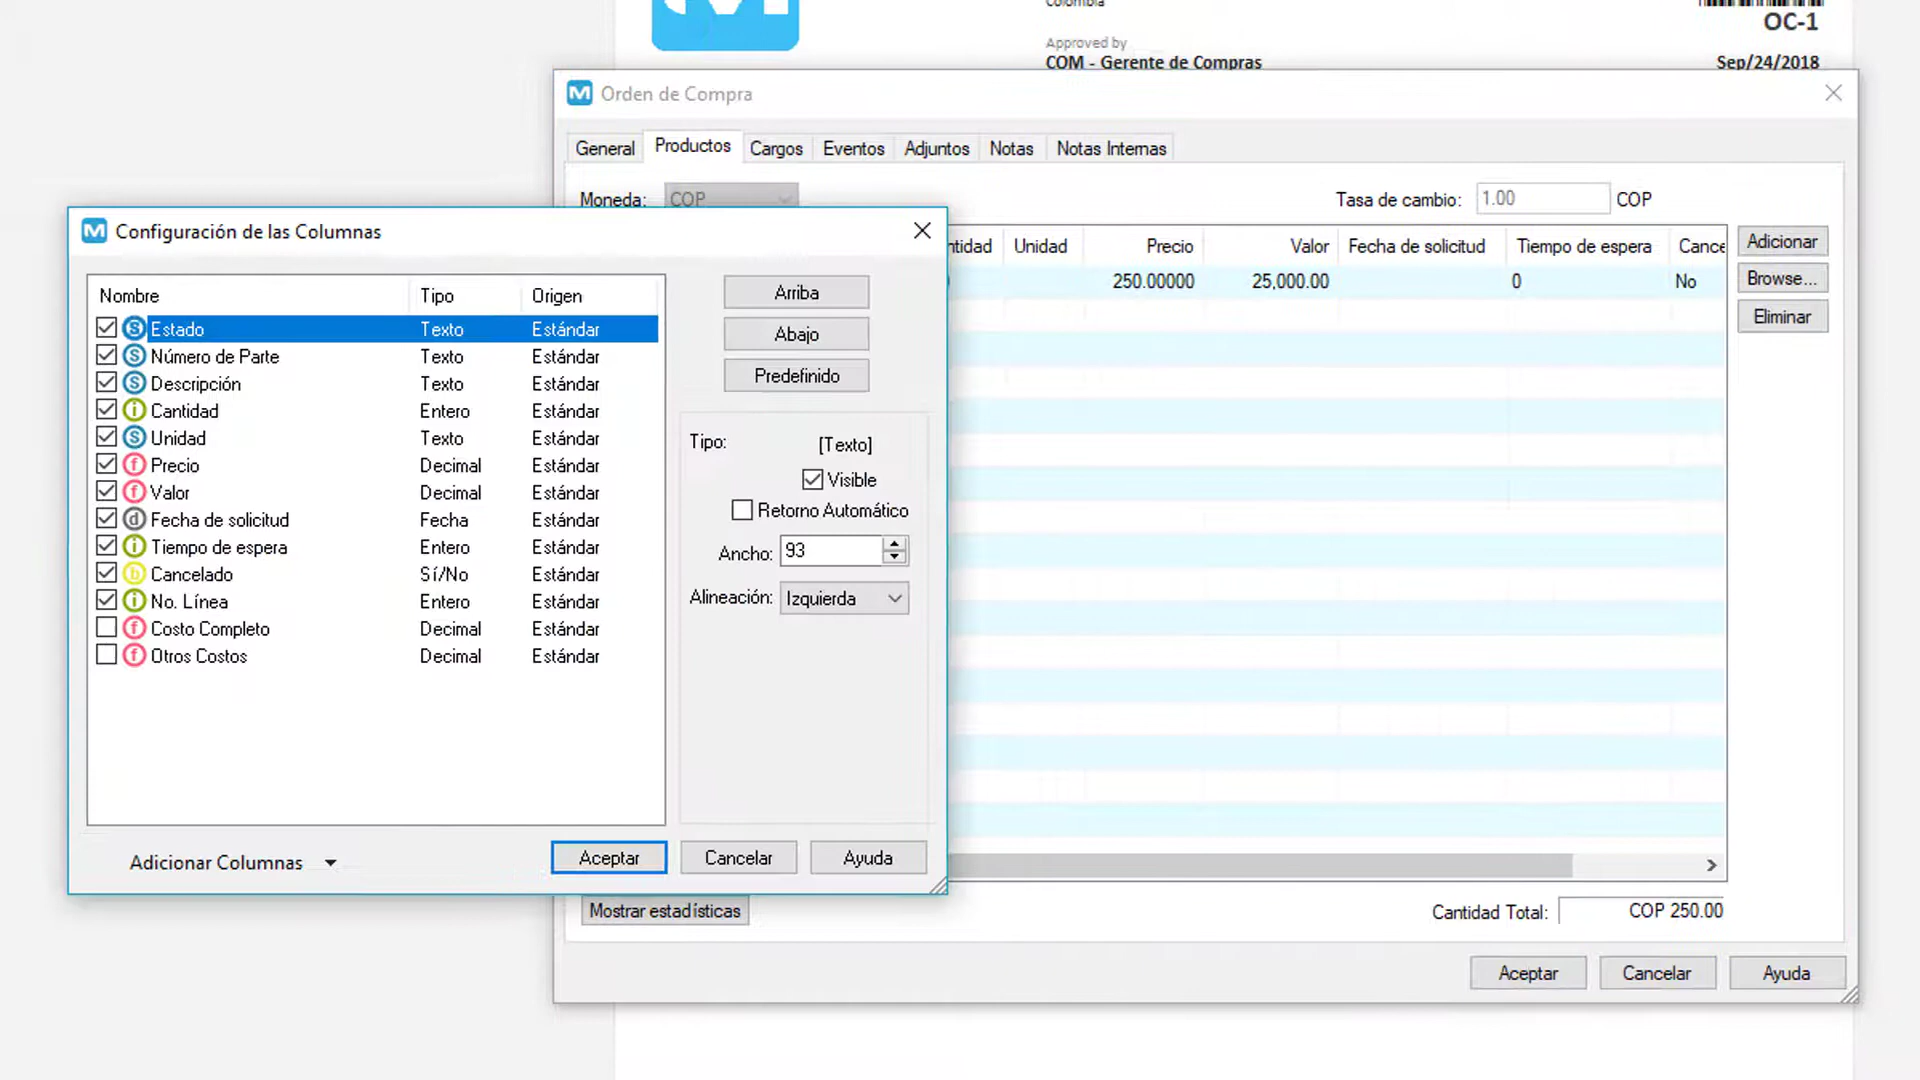 Colombia
OC-1
Approved by
COM - Gerente de Compras
Sep/24/2018
Orden de Compra
General Productos Cargos Eventos Adjuntos Notas Notas Internas
Moneda: COP Tasa de cambio: 1.00 COP
ntidad Unidad Precio Valor Fecha de solicitud Tiempo de espera Cance
250.00000 25,000.00 0 No
Adicionar
Browse...
Eliminar
Configuración de las Columnas
Nombre Tipo Origen
Estado Texto Estándar
Número de Parte Texto Estándar
Descripción Texto Estándar
Cantidad Entero Estándar
Unidad Texto Estándar
Precio Decimal Estándar
Valor Decimal Estándar
Fecha de solicitud Fecha Estándar
Tiempo de espera Entero Estándar
Cancelado Sí/No Estándar
No. Línea Entero Estándar
Costo Completo Decimal Estándar
Otros Costos Decimal Estándar
Arriba
Abajo
Predefinido
Tipo: [Texto]
Visible
Retorno Automático
Ancho: 93
Alineación: Izquierda
Adicionar Columnas
Aceptar Cancelar Ayuda
Mostrar estadísticas
Cantidad Total: COP 250.00
Aceptar Cancelar Ayuda